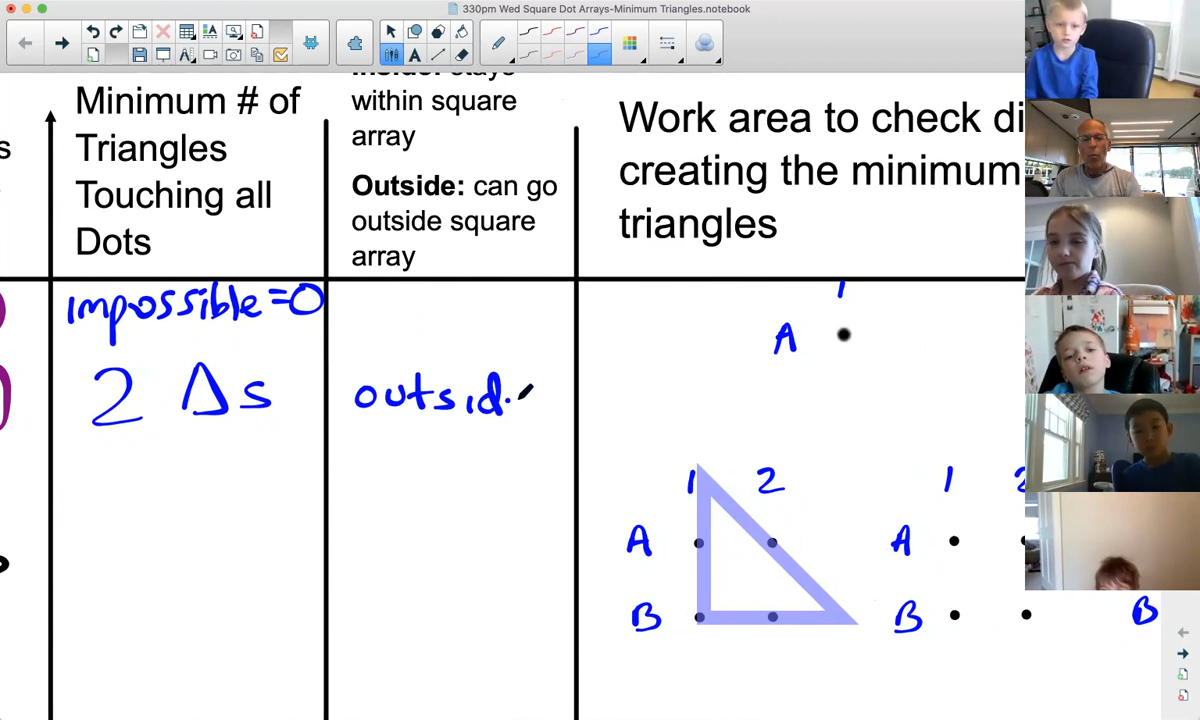 330pm Wed Square Dot Arrays-Minimum Triangles.notebook
Minimum # of
Triangles
Touching all
Dots
within square
array
Outside: can go
outside square
array
Work area to check di
creating the minimum
triangles
s
impossible=0
2 Δs
outsid
1
A
1 2
A
B
1 2
A
B
B